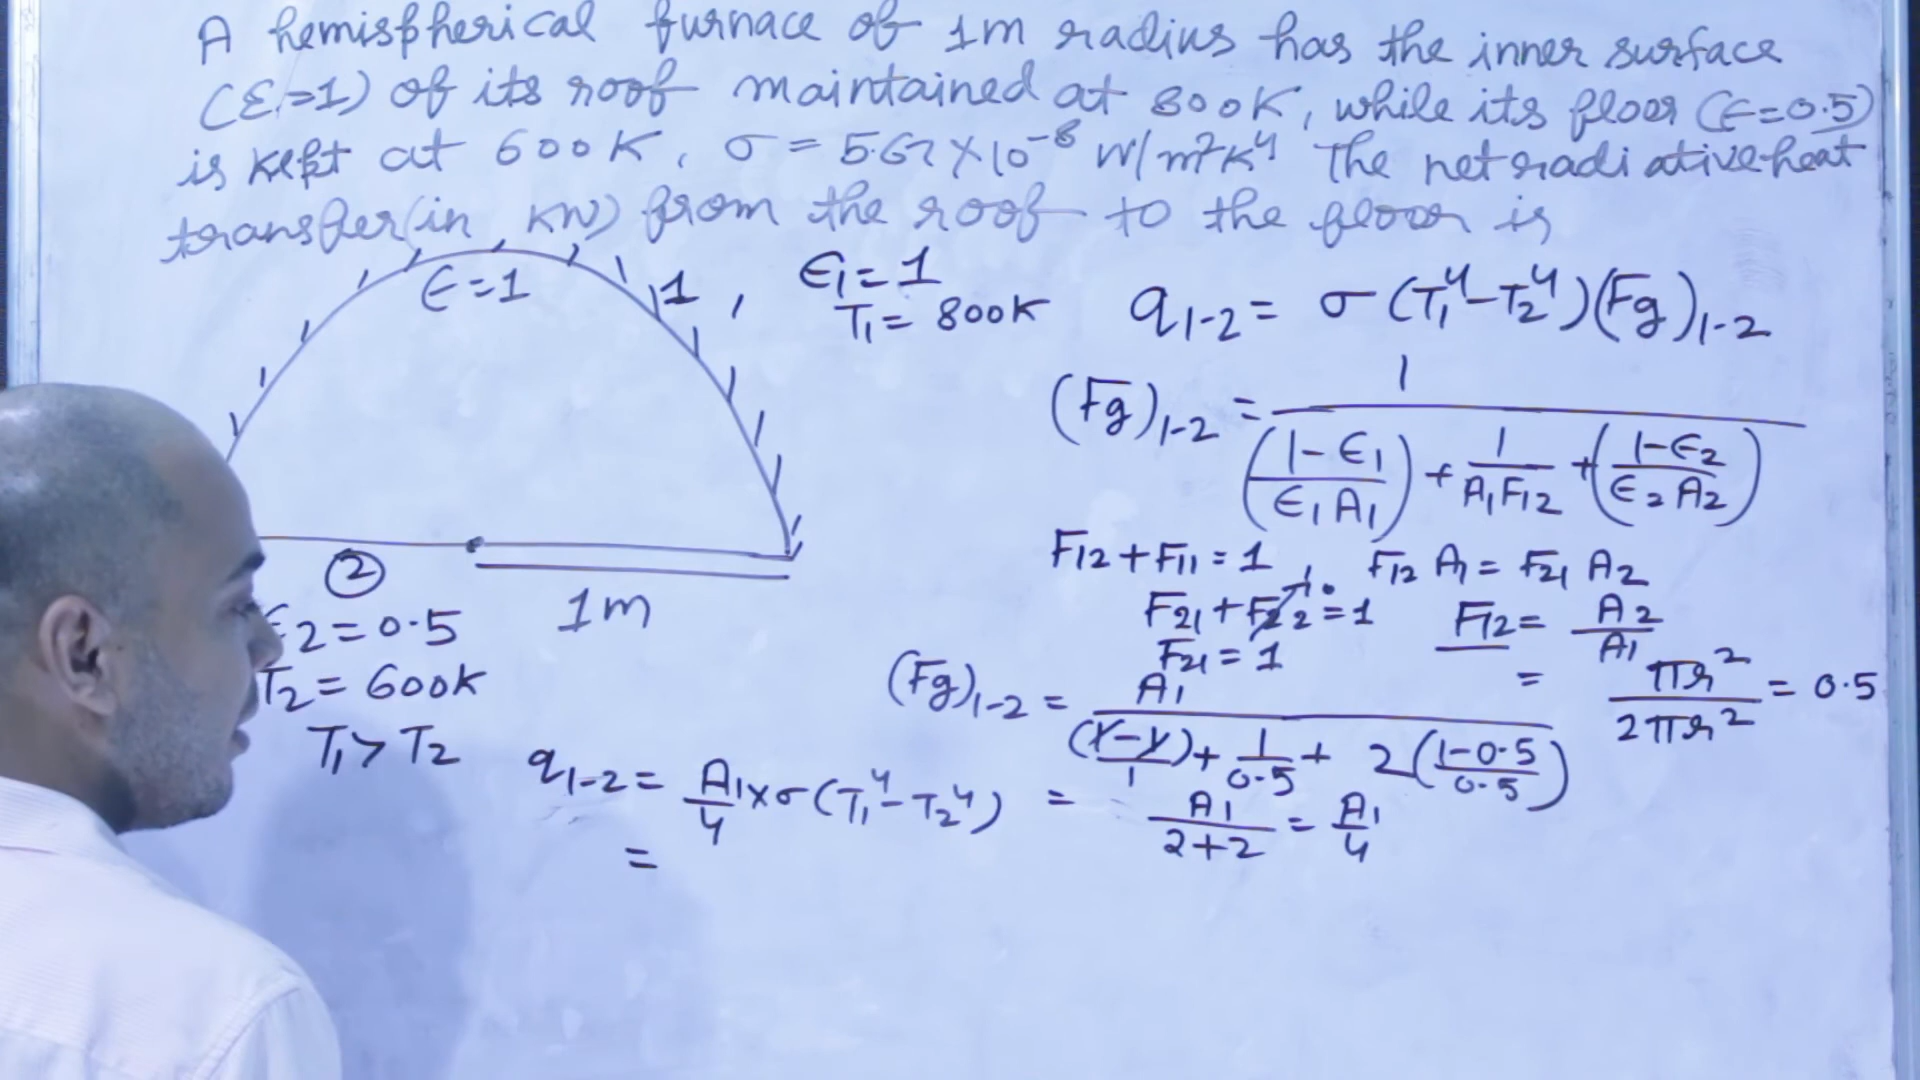 A hemispherical furnace of 1m radius has the inner surface
(ε=1) of its roof maintained at 800K, while its floor (ε=0.5)
is kept at 600K, σ = 5.67×10⁻⁸ W/m²K⁴ The net radiative heat
transfer (in KW) from the roof to the floor is
ε=1
1, ε₁=1
T₁= 800K
q₁₋₂= σ(T₁⁴-T₂⁴)(Fg)₁₋₂
(Fg)₁₋₂ = 1 / ((1-ε₁)/(ε₁A₁)) + 1/(A₁F₁₂) + ((1-ε₂)/(ε₂A₂))
②
1m
ε₂=0.5
T₂= 600K
T₁> T₂
F₁₂+F₁₁=1
F₂₁+F₂₂=1
F₂₁=1
F₁₂ A₁= F₂₁ A₂
F₁₂= A₂/A₁
= πr²/2πr² = 0.5
(Fg)₁₋₂ = A₁ / ((1-1)/1) + 1/0.5 + 2((1-0.5)/0.5)
= A₁/(2+2) = A₁/4
q₁₋₂= A₁/4 ×σ(T₁⁴-T₂⁴)
=